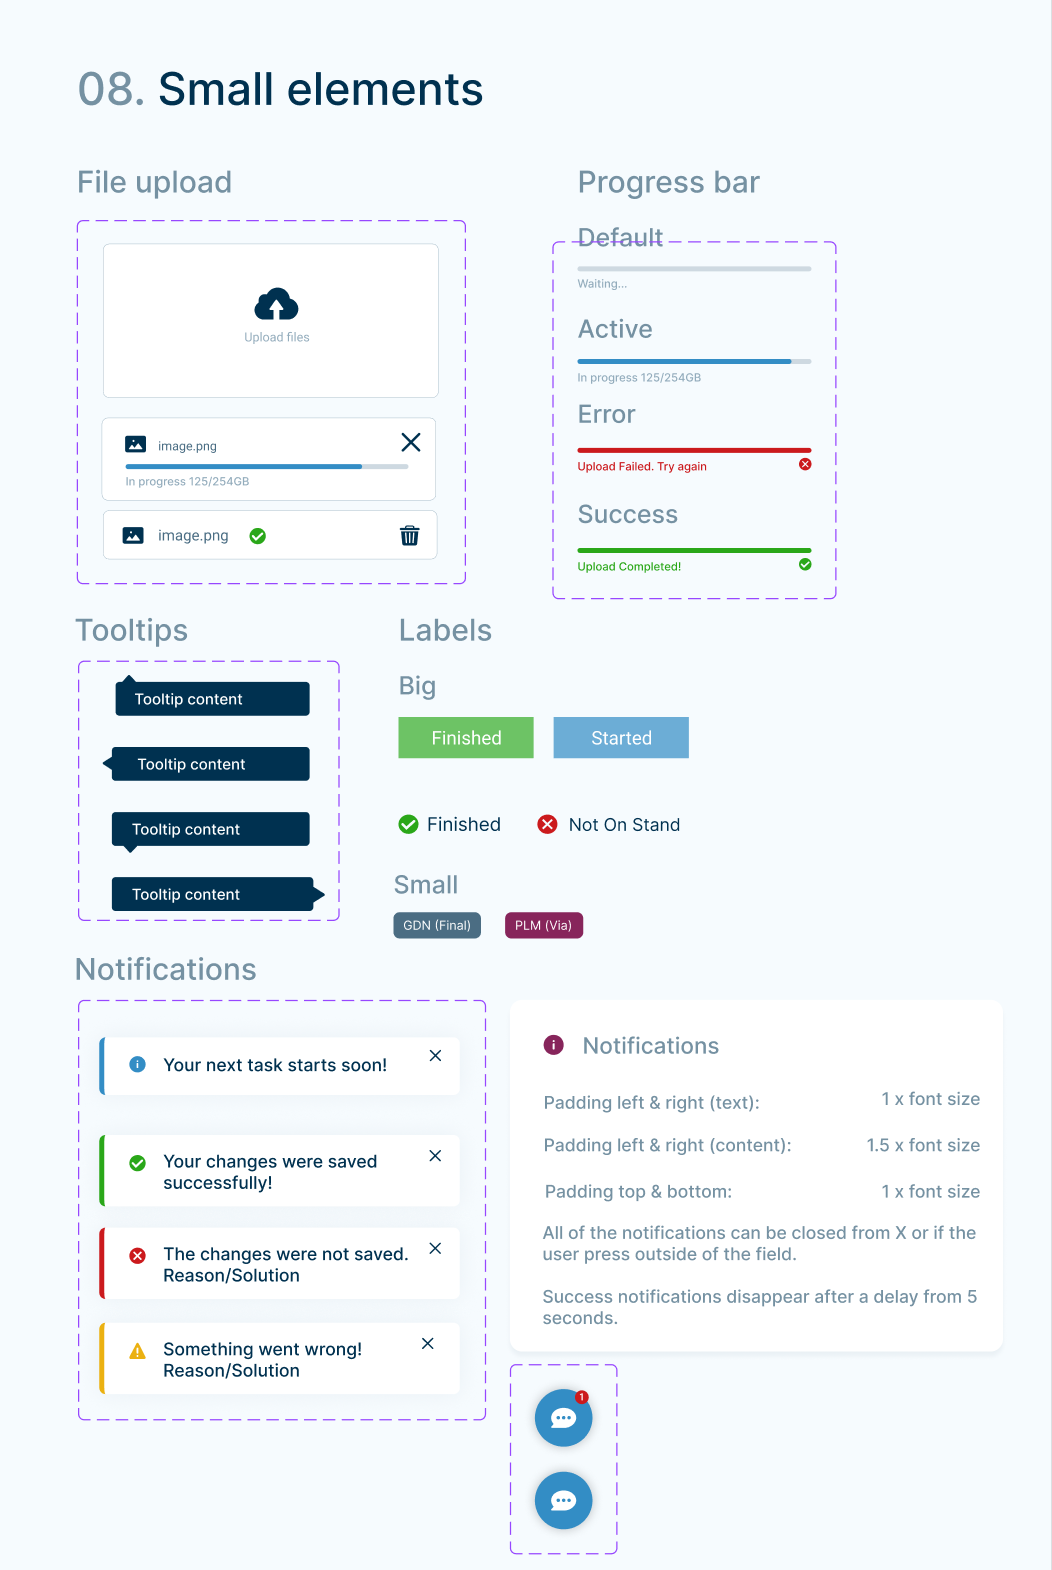 08. Small elements
File upload
Upload files
image.png
In progress 125/254GB
image.png
Progress bar
Default
Waiting...
Active
In progress 125/254GB
Error
Upload Failed. Try again
Success
Upload Completed!
Tooltips
Tooltip content
Tooltip content
Tooltip content
Tooltip content
Labels
Big
Finished
Started
Finished
Not On Stand
Small
GDN (Final)
PLM (Via)
Notifications
Your next task starts soon!
Your changes were saved
successfully!
The changes were not saved.
Reason/Solution
Something went wrong!
Reason/Solution
Notifications
Padding left & right (text): 1 x font size
Padding left & right (content): 1.5 x font size
Padding top & bottom: 1 x font size
All of the notifications can be closed from X or if the
user press outside of the field.
Success notifications disappear after a delay from 5
seconds.
1